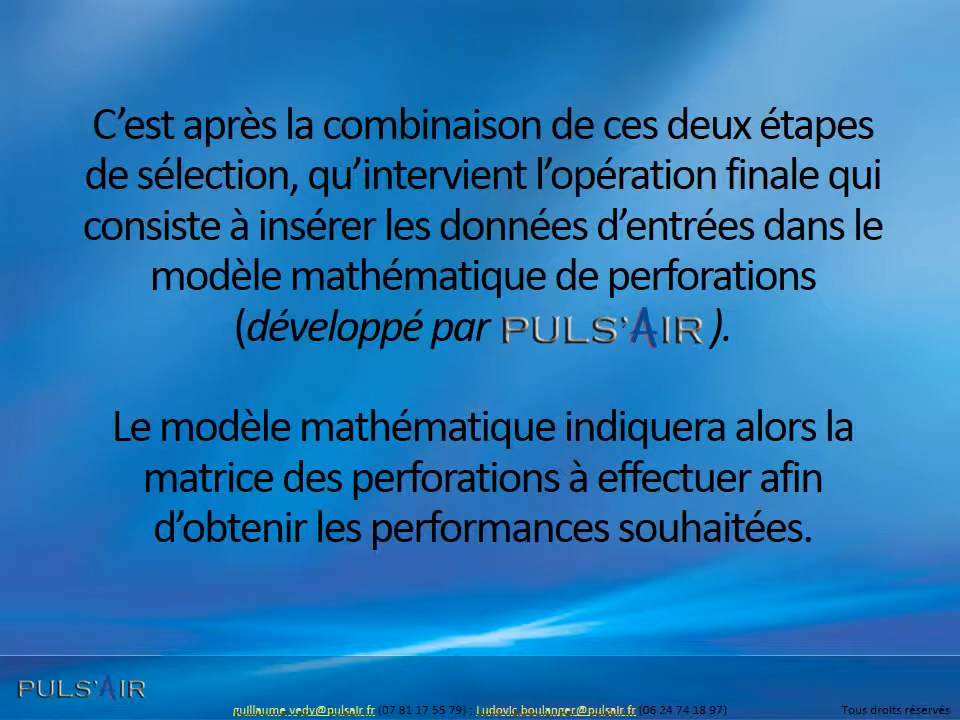 C’est après la combinaison de ces deux étapes
de sélection, qu’intervient l’opération finale qui
consiste à insérer les données d’entrées dans le
modèle mathématique de perforations
(développé par PULS’AIR ).
Le modèle mathématique indiquera alors la
matrice des perforations à effectuer afin
d’obtenir les performances souhaitées.
PULS’AIR
guillaume.vedy@pulsair.fr (07 81 17 55 79) ; Ludovic.boulanger@pulsair.fr (06 24 74 18 97) Tous droits réservés